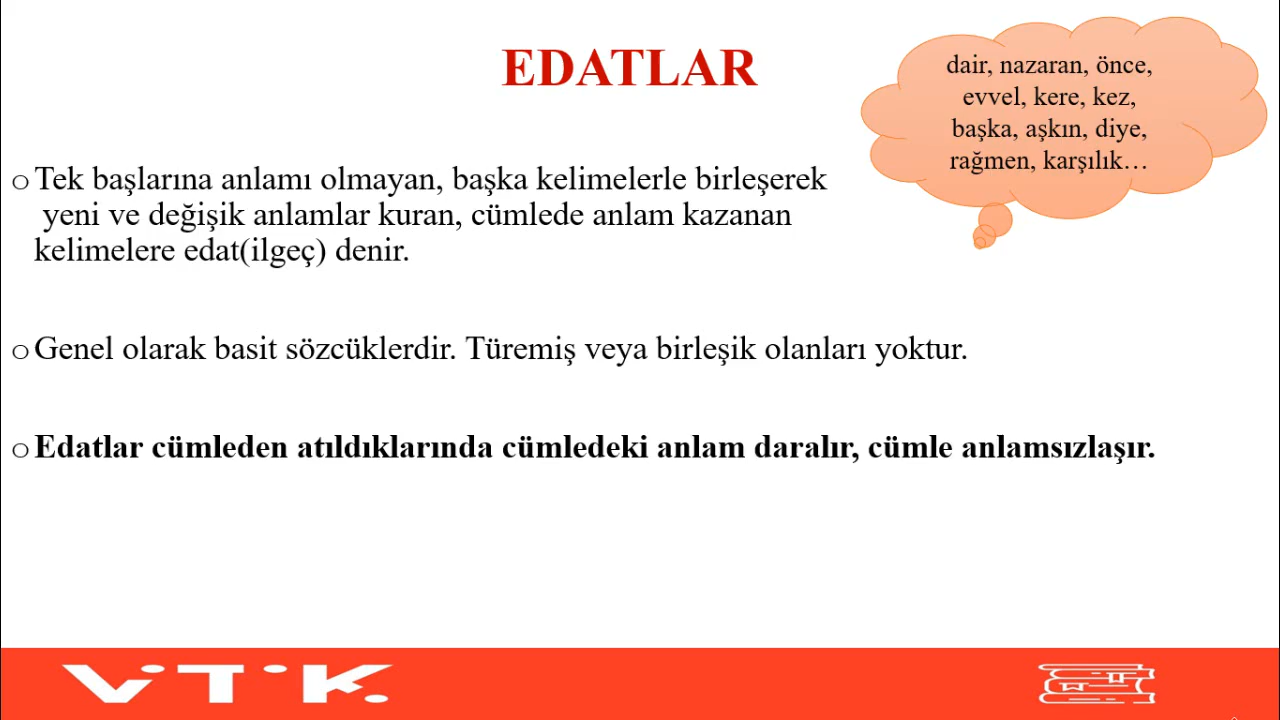 EDATLAR
dair, nazaran, önce,
evvel, kere, kez,
başka, aşkın, diye,
rağmen, karşılık…
o Tek başlarına anlamı olmayan, başka kelimelerle birleşerek
yeni ve değişik anlamlar kuran, cümlede anlam kazanan
kelimelere edat(ilgeç) denir.
o Genel olarak basit sözcüklerdir. Türemiş veya birleşik olanları yoktur.
o Edatlar cümleden atıldıklarında cümledeki anlam daralır, cümle anlamsızlaşır.
VİTİK